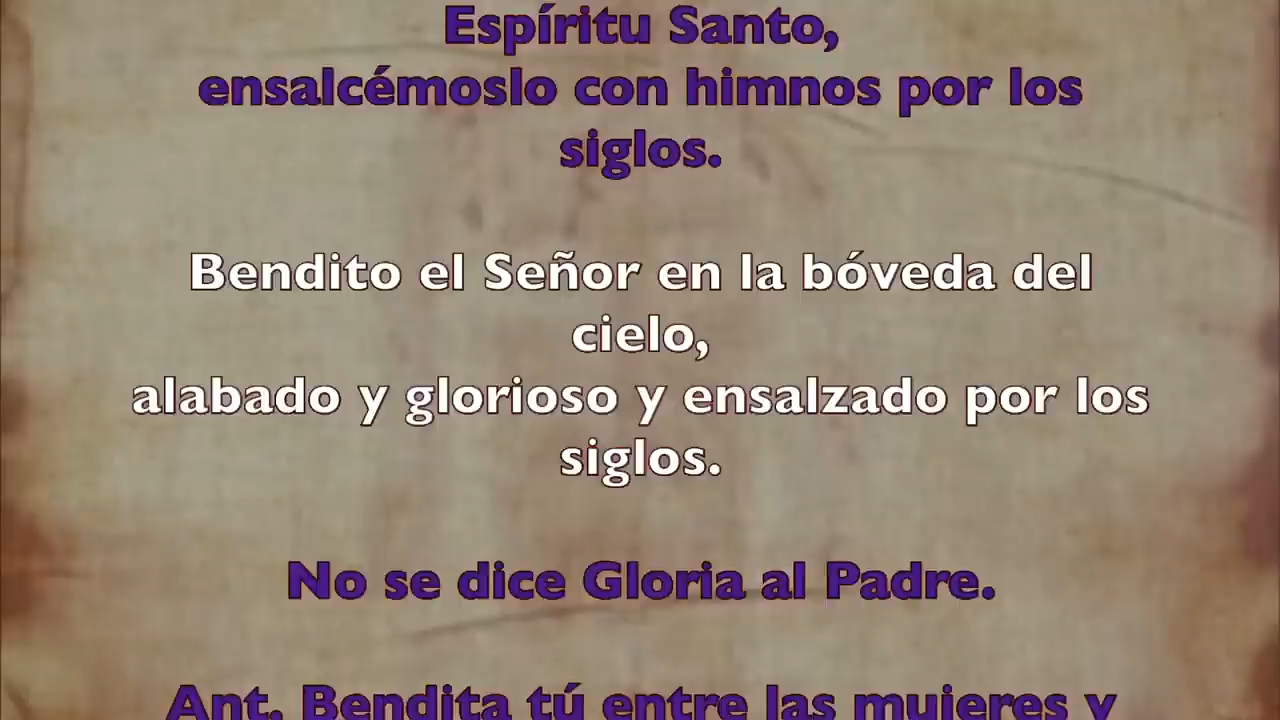 Espíritu Santo,
ensalcémoslo con himnos por los
siglos.
Bendito el Señor en la bóveda del
cielo,
alabado y glorioso y ensalzado por los
siglos.
No se dice Gloria al Padre.
Ant. Bendita tú entre las mujeres y